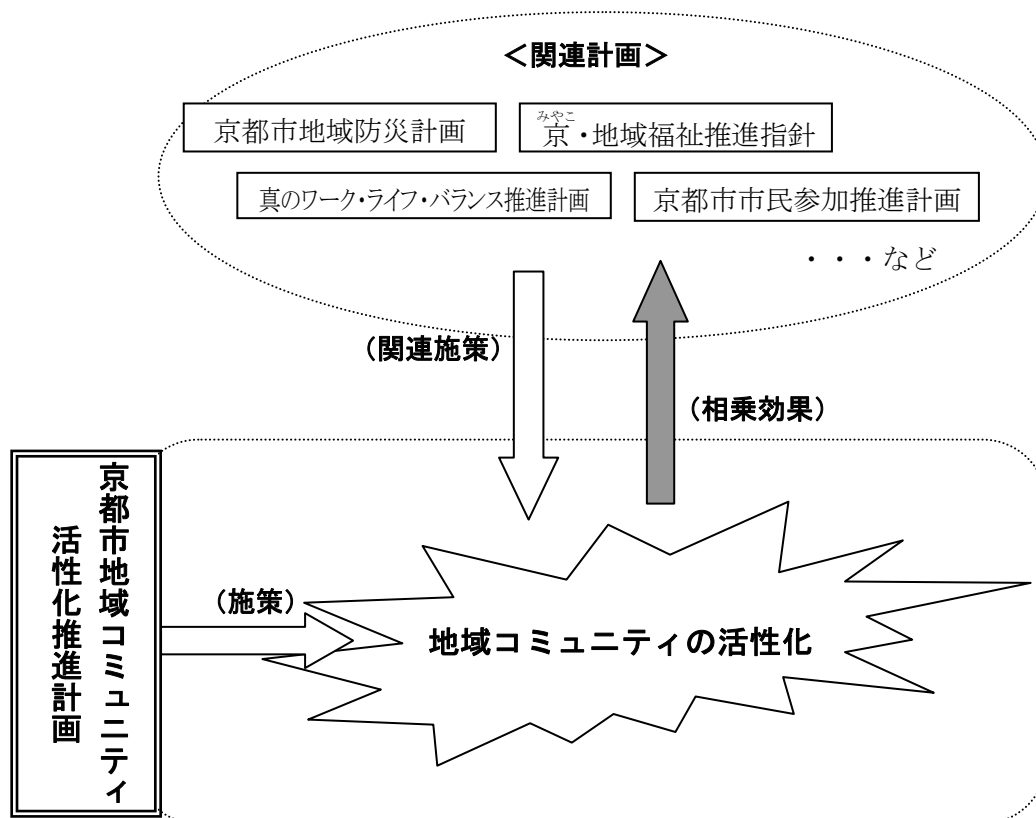 ＜関連計画＞
京都市地域防災計画
みやこ
京・地域福祉推進指針
真のワーク・ライフ・バランス推進計画
京都市市民参加推進計画
・・・など
（関連施策）
（相乗効果）
京都市地域コミュニティ
活性化推進計画
（施策）
地域コミュニティの活性化